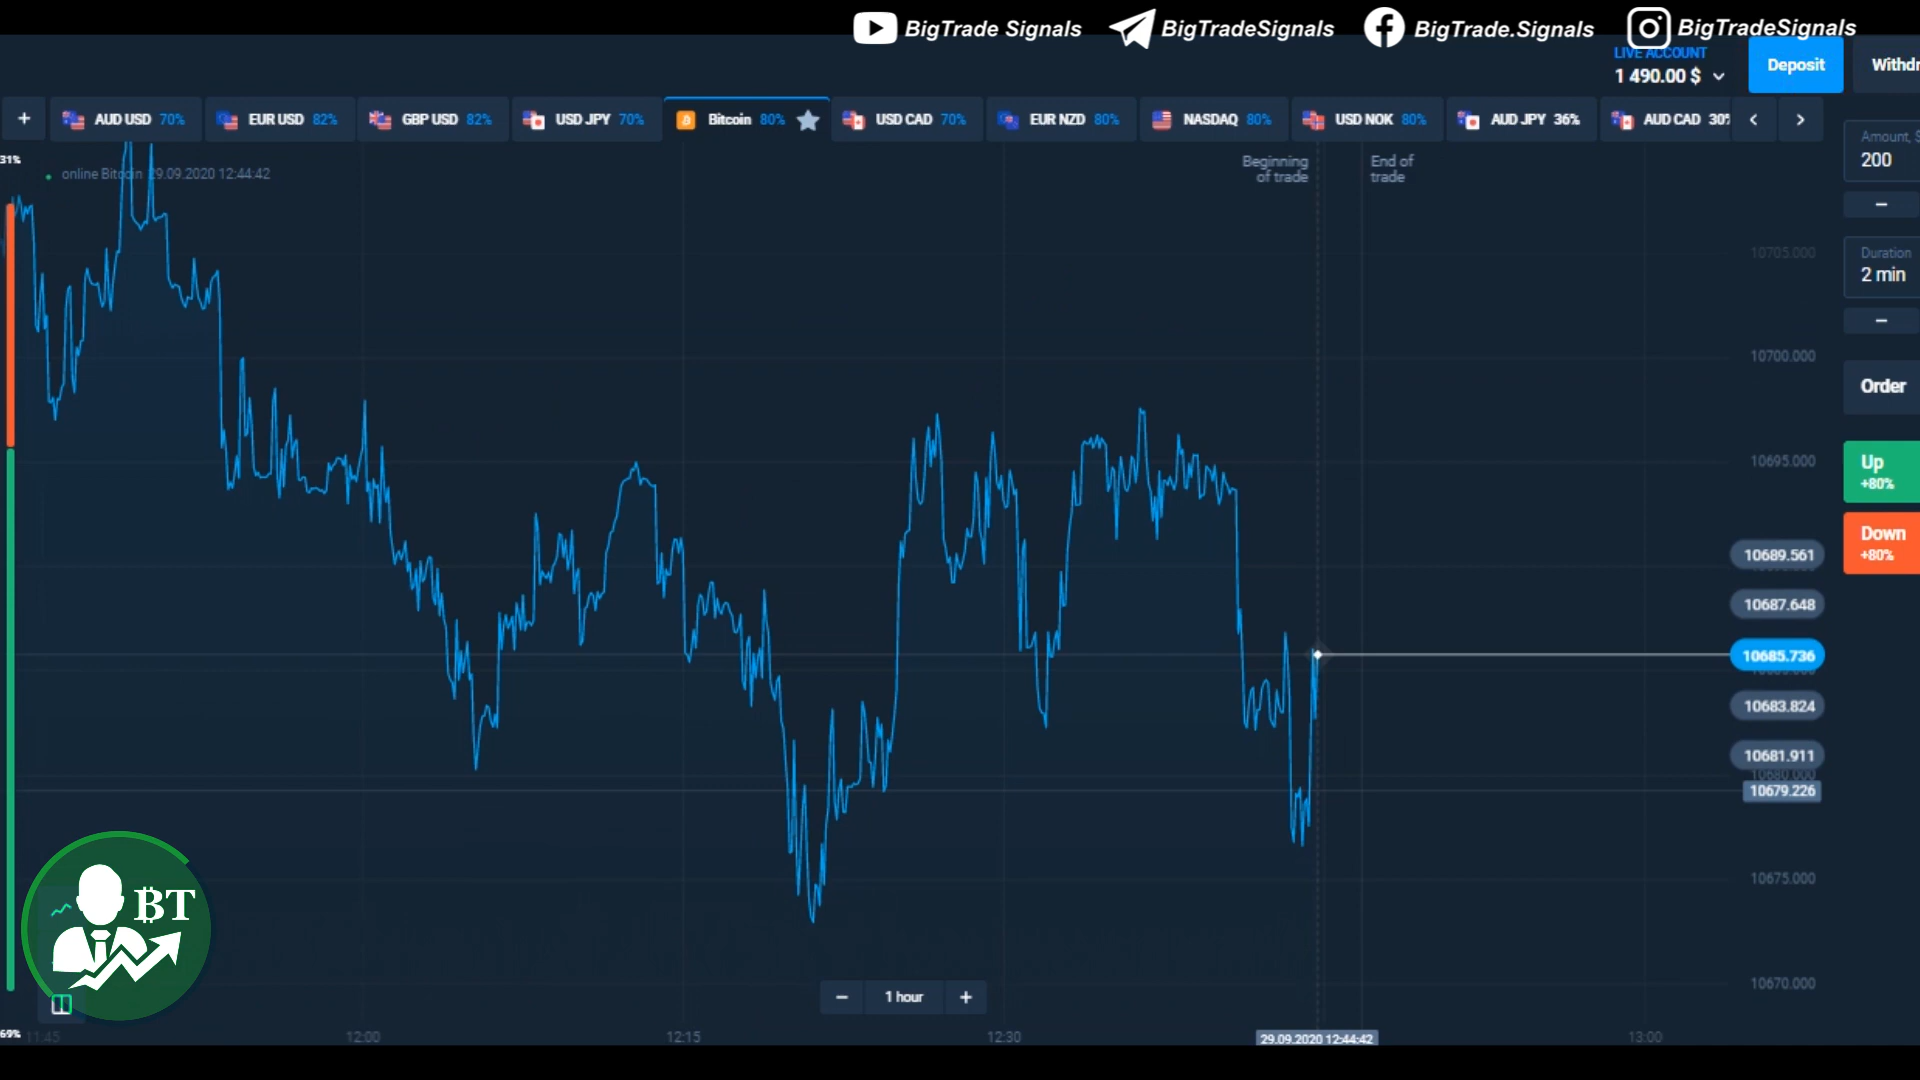 BigTrade Signals BigTradeSignals BigTrade.Signals BigTradeSignals
LIVE ACCOUNT
1 490.00 $
Deposit
Withdr
+ AUD USD 70% EUR USD 82% GBP USD 82% USD JPY 70% Bitcoin 80% USD CAD 70% EUR NZD 80% NASDAQ 80% USD NOK 80% AUD JPY 36% AUD CAD 30%
31%
online Bitcoin 29.09.2020 12:44:42
Beginning
of trade
End of
trade
Amount, $
200
−
Duration
2 min
−
Order
Up
+80%
Down
+80%
10705.000
10700.000
10695.000
10689.561
10687.648
10685.736
10683.824
10681.911
10680.000
10679.226
10675.000
10670.000
BT
− 1 hour +
69%
11:45 12:00 12:15 12:30 29.09.2020 12:44:42 13:00